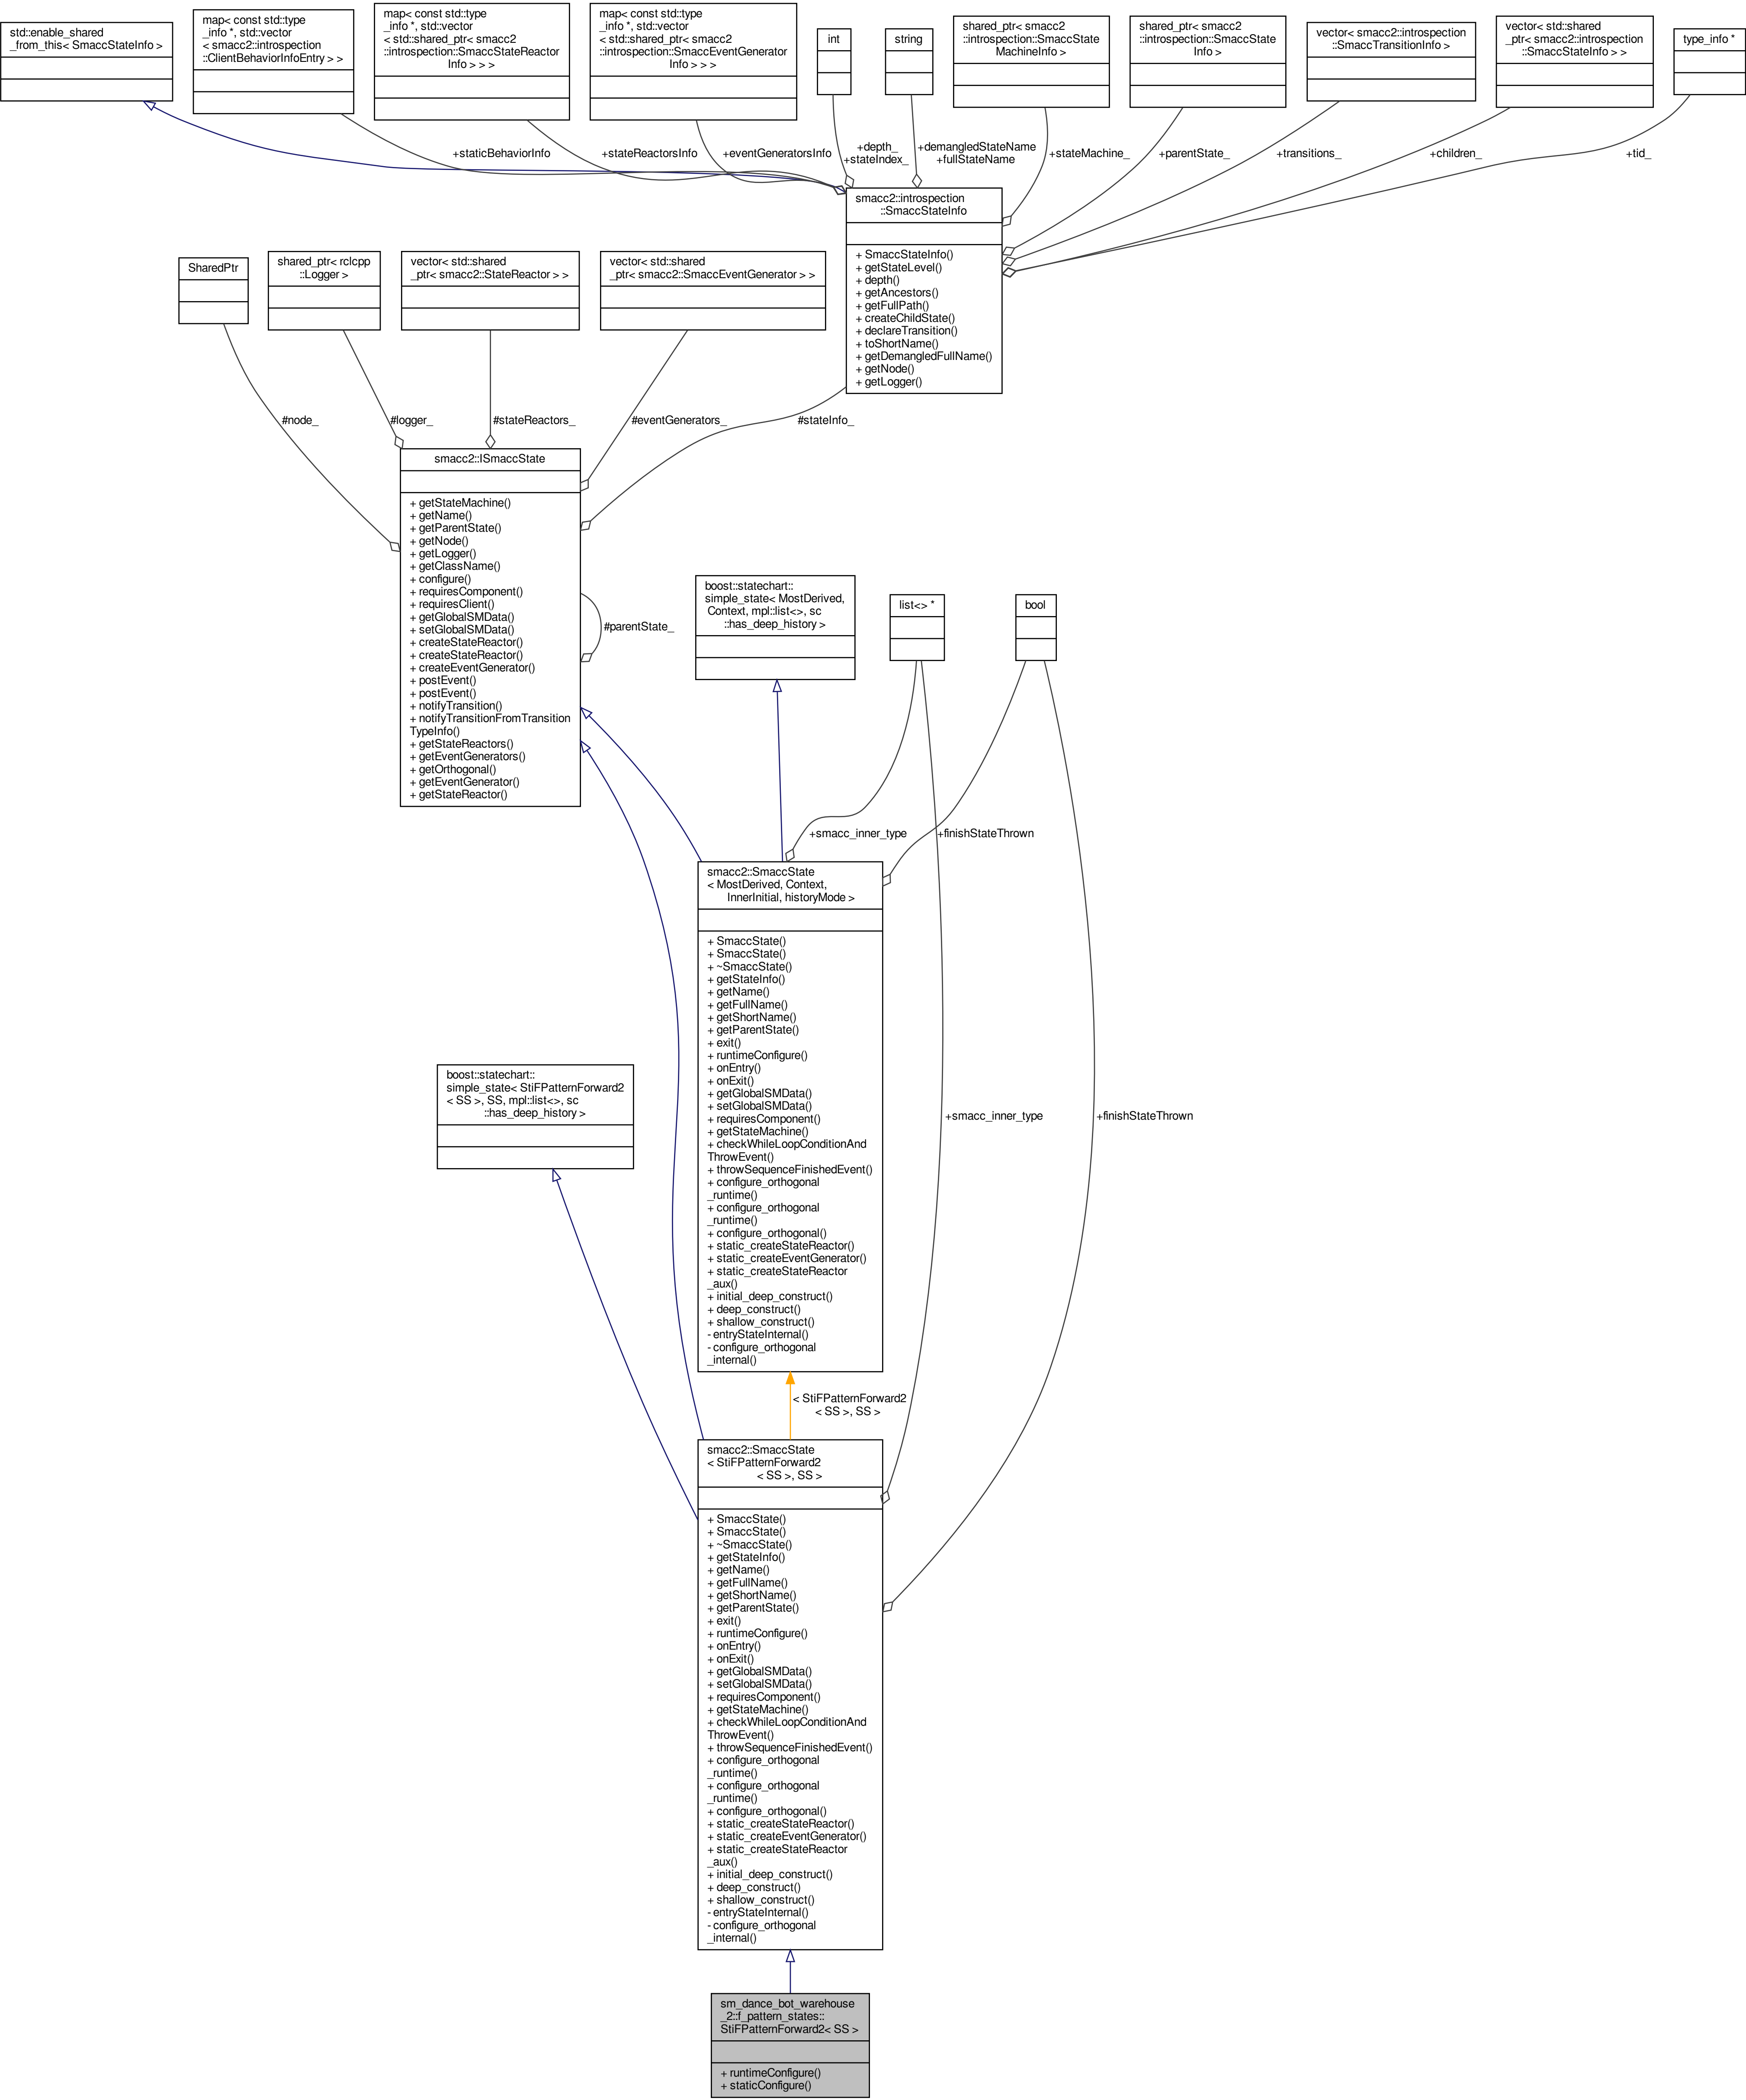 std::enable_shared
_from_this< SmaccStateInfo >
map< const std::type
_info *, std::vector
< smacc2::introspection
::ClientBehaviorInfoEntry > >
map< const std::type
_info *, std::vector
< std::shared_ptr< smacc2
::introspection::SmaccStateReactor
Info > > >
map< const std::type
_info *, std::vector
< std::shared_ptr< smacc2
::introspection::SmaccEventGenerator
Info > > >
int
string
shared_ptr< smacc2
::introspection::SmaccState
MachineInfo >
shared_ptr< smacc2
::introspection::SmaccState
Info >
vector< smacc2::introspection
::SmaccTransitionInfo >
vector< std::shared
_ptr< smacc2::introspection
::SmaccStateInfo > >
type_info *
+staticBehaviorInfo
+stateReactorsInfo
+eventGeneratorsInfo
+depth_
+stateIndex_
+demangledStateName
+fullStateName
+stateMachine_
+parentState_
+transitions_
+children_
+tid_
smacc2::introspection
::SmaccStateInfo
+ SmaccStateInfo()
+ getStateLevel()
+ depth()
+ getAncestors()
+ getFullPath()
+ createChildState()
+ declareTransition()
+ toShortName()
+ getDemangledFullName()
+ getNode()
+ getLogger()
SharedPtr
shared_ptr< rclcpp
::Logger >
vector< std::shared
_ptr< smacc2::StateReactor > >
vector< std::shared
_ptr< smacc2::SmaccEventGenerator > >
#node_
#logger_
#stateReactors_
#eventGenerators_
#stateInfo_
smacc2::ISmaccState
+ getStateMachine()
+ getName()
+ getParentState()
+ getNode()
+ getLogger()
+ getClassName()
+ configure()
+ requiresComponent()
+ requiresClient()
+ getGlobalSMData()
+ setGlobalSMData()
+ createStateReactor()
+ createStateReactor()
+ createEventGenerator()
+ postEvent()
+ postEvent()
+ notifyTransition()
+ notifyTransitionFromTransition
TypeInfo()
+ getStateReactors()
+ getEventGenerators()
+ getOrthogonal()
+ getEventGenerator()
+ getStateReactor()
#parentState_
boost::statechart::
simple_state< MostDerived,
Context, mpl::list<>, sc
::has_deep_history >
list<> *
bool
+smacc_inner_type
+finishStateThrown
smacc2::SmaccState
< MostDerived, Context,
InnerInitial, historyMode >
+ SmaccState()
+ SmaccState()
+ ~SmaccState()
+ getStateInfo()
+ getName()
+ getFullName()
+ getShortName()
+ getParentState()
+ exit()
+ runtimeConfigure()
+ onEntry()
+ onExit()
+ getGlobalSMData()
+ setGlobalSMData()
+ requiresComponent()
+ getStateMachine()
+ checkWhileLoopConditionAnd
ThrowEvent()
+ throwSequenceFinishedEvent()
+ configure_orthogonal
_runtime()
+ configure_orthogonal
_runtime()
+ configure_orthogonal()
+ static_createStateReactor()
+ static_createEventGenerator()
+ static_createStateReactor
_aux()
+ initial_deep_construct()
+ deep_construct()
+ shallow_construct()
- entryStateInternal()
- configure_orthogonal
_internal()
boost::statechart::
simple_state< StiFPatternForward2
< SS >, SS, mpl::list<>, sc
::has_deep_history >
+smacc_inner_type
+finishStateThrown
< StiFPatternForward2
< SS >, SS >
smacc2::SmaccState
< StiFPatternForward2
< SS >, SS >
+ SmaccState()
+ SmaccState()
+ ~SmaccState()
+ getStateInfo()
+ getName()
+ getFullName()
+ getShortName()
+ getParentState()
+ exit()
+ runtimeConfigure()
+ onEntry()
+ onExit()
+ getGlobalSMData()
+ setGlobalSMData()
+ requiresComponent()
+ getStateMachine()
+ checkWhileLoopConditionAnd
ThrowEvent()
+ throwSequenceFinishedEvent()
+ configure_orthogonal
_runtime()
+ configure_orthogonal
_runtime()
+ configure_orthogonal()
+ static_createStateReactor()
+ static_createEventGenerator()
+ static_createStateReactor
_aux()
+ initial_deep_construct()
+ deep_construct()
+ shallow_construct()
- entryStateInternal()
- configure_orthogonal
_internal()
sm_dance_bot_warehouse
_2::f_pattern_states::
StiFPatternForward2< SS >
+ runtimeConfigure()
+ staticConfigure()